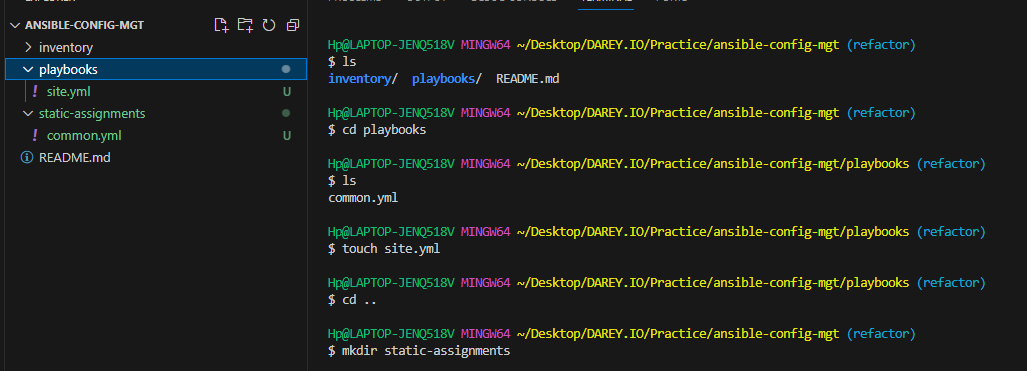 ANSIBLE-CONFIG-MGT
inventory
playbooks
! site.yml U
static-assignments
! common.yml U
README.md
TERMINAL
Hp@LAPTOP-JENQ518V MINGW64 ~/Desktop/DAREY.IO/Practice/ansible-config-mgt (refactor)
$ ls
inventory/ playbooks/ README.md
Hp@LAPTOP-JENQ518V MINGW64 ~/Desktop/DAREY.IO/Practice/ansible-config-mgt (refactor)
$ cd playbooks
Hp@LAPTOP-JENQ518V MINGW64 ~/Desktop/DAREY.IO/Practice/ansible-config-mgt/playbooks (refactor)
$ ls
common.yml
Hp@LAPTOP-JENQ518V MINGW64 ~/Desktop/DAREY.IO/Practice/ansible-config-mgt/playbooks (refactor)
$ touch site.yml
Hp@LAPTOP-JENQ518V MINGW64 ~/Desktop/DAREY.IO/Practice/ansible-config-mgt/playbooks (refactor)
$ cd ..
Hp@LAPTOP-JENQ518V MINGW64 ~/Desktop/DAREY.IO/Practice/ansible-config-mgt (refactor)
$ mkdir static-assignments